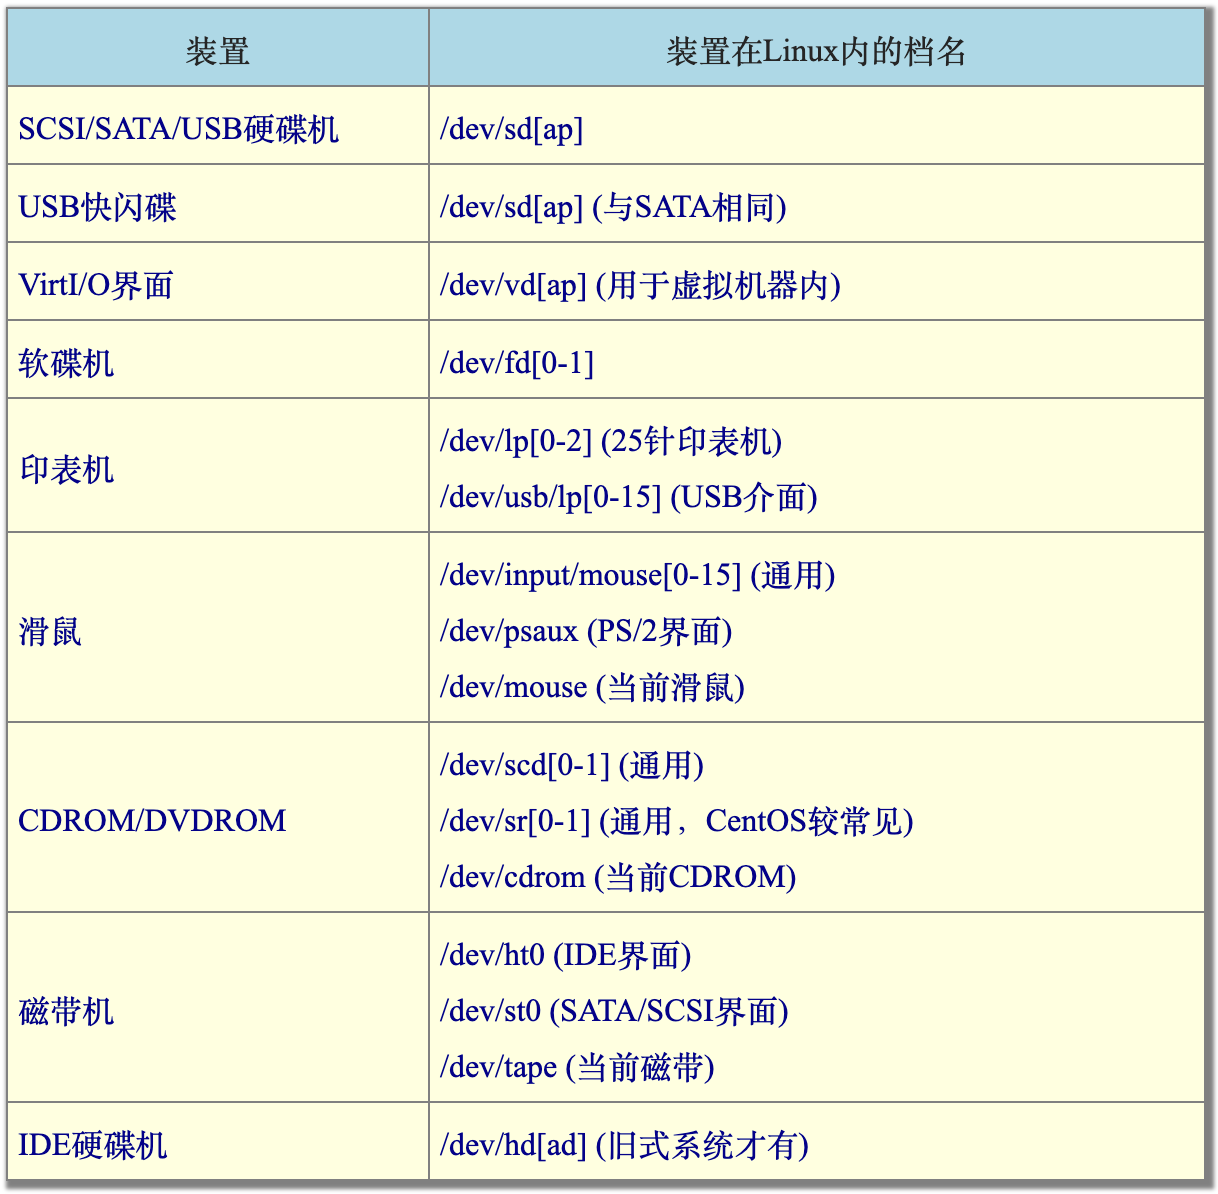 装置
装置在Linux内的档名
SCSI/SATA/USB硬碟机
/dev/sd[ap]
USB快闪碟
/dev/sd[ap] (与SATA相同)
VirtI/O界面
/dev/vd[ap] (用于虚拟机器内)
软碟机
/dev/fd[0-1]
印表机
/dev/lp[0-2] (25针印表机)
/dev/usb/lp[0-15] (USB介面)
滑鼠
/dev/input/mouse[0-15] (通用)
/dev/psaux (PS/2界面)
/dev/mouse (当前滑鼠)
CDROM/DVDROM
/dev/scd[0-1] (通用)
/dev/sr[0-1] (通用，CentOS较常见)
/dev/cdrom (当前CDROM)
磁带机
/dev/ht0 (IDE界面)
/dev/st0 (SATA/SCSI界面)
/dev/tape (当前磁带)
IDE硬碟机
/dev/hd[ad] (旧式系统才有)